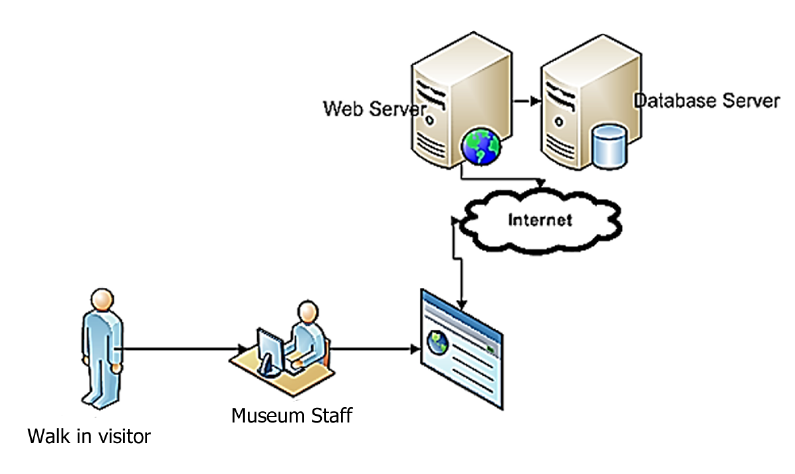 Web Server
Database Server
Internet
Museum Staff
Walk in visitor